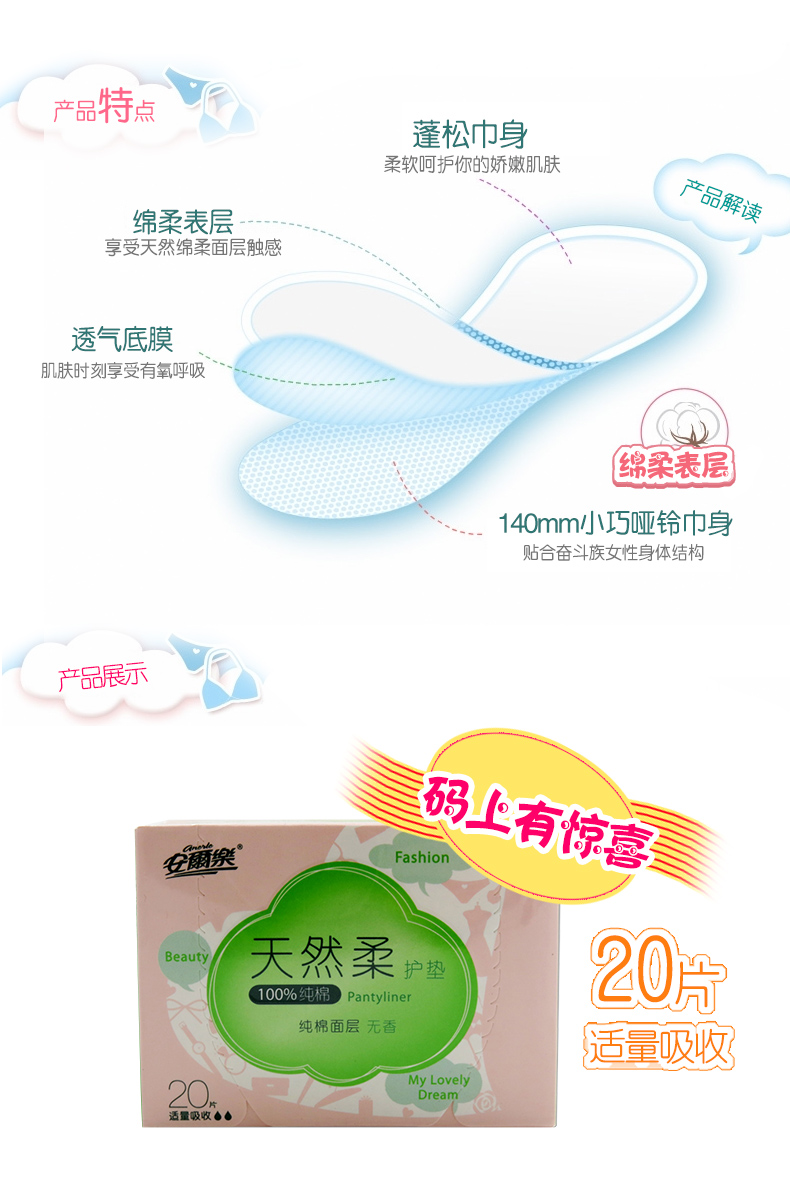 产品特点
蓬松巾身
柔软呵护你的娇嫩肌肤
产品解读
绵柔表层
享受天然绵柔面层触感
透气底膜
肌肤时刻享受有氧呼吸
绵柔表层
140mm小巧哑铃巾身
贴合奋斗族女性身体结构
产品展示
码上有惊喜
Anerle
安爾樂®
Fashion
Beauty
天然柔护垫
100%纯棉 Pantyliner
纯棉面层 无香
My Lovely
Dream
20片
适量吸收
20片
适量吸收